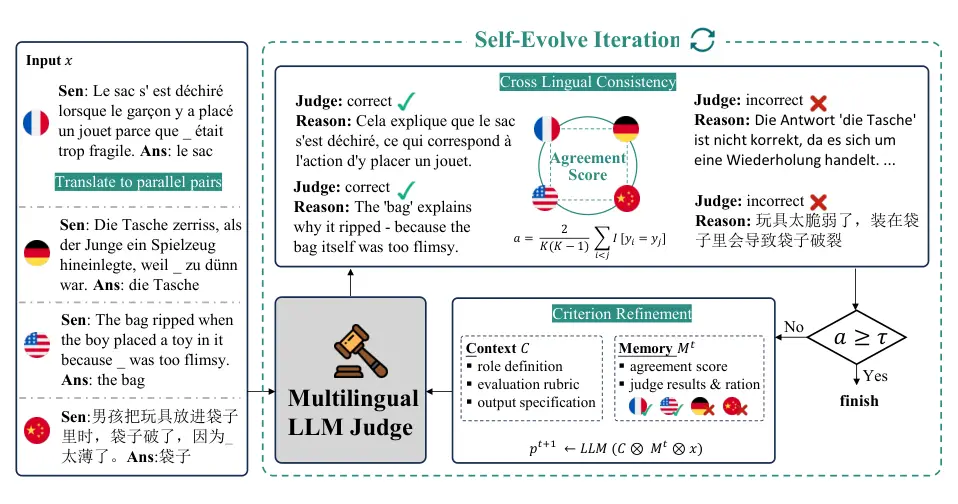 Self-Evolve Iteration
Input x
Sen: Le sac s' est déchiré
lorsque le garçon y a placé
un jouet parce que _ était
trop fragile. Ans: le sac
Translate to parallel pairs
Sen: Die Tasche zerriss, als
der Junge ein Spielzeug
hineinlegte, weil _ zu dünn
war. Ans: die Tasche
Sen: The bag ripped when
the boy placed a toy in it
because _ was too flimsy.
Ans: the bag
Sen:男孩把玩具放进袋子
里时，袋子破了，因为_
太薄了。Ans:袋子
Cross Lingual Consistency
Judge: correct
Reason: Cela explique que le sac
s'est déchiré, ce qui correspond à
l'action d'y placer un jouet.
Judge: correct
Reason: The 'bag' explains
why it ripped - because the
bag itself was too flimsy.
Agreement
Score
a = 2/(K(K − 1)) ∑i<j I [yi = yj]
Judge: incorrect
Reason: Die Antwort 'die Tasche'
ist nicht korrekt, da es sich um
eine Wiederholung handelt. ...
Judge: incorrect
Reason: 玩具太脆弱了，装在袋
子里会导致袋子破裂
Multilingual
LLM Judge
Criterion Refinement
Context C
▪ role definition
▪ evaluation rubric
▪ output specification
Memory Mᵗ
▪ agreement score
▪ judge results & ration
pᵗ⁺¹ ← LLM (C ⊗ Mᵗ ⊗ x)
No
a ≥ τ
Yes
finish